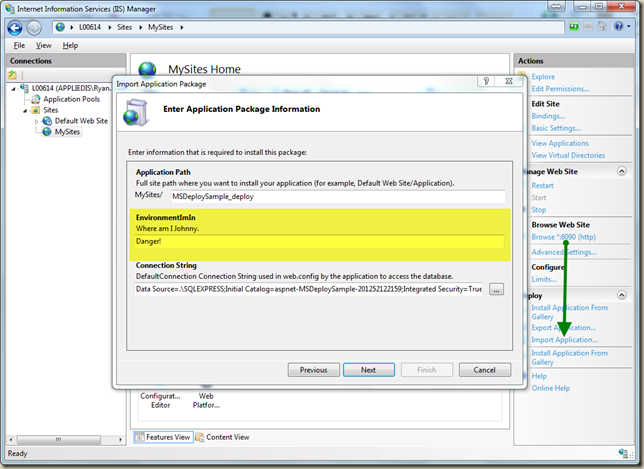 Internet Information Services (IIS) Manager
L00614
Sites
MySites
File View Help
Connections
L00614 (APPLIEDIS\Ryan.
Application Pools
Sites
Default Web Site
MySites
MySites Home
Import Application Package
Enter Application Package Information
Enter information that is required to install this package:
Application Path
Full site path where you want to install your application (for example, Default Web Site/Application).
MySites/ MSDeploySample_deploy
EnvironmentImIn
Where am I Johnny.
Danger!
Connection String
DefaultConnection Connection String used in web.config by the application to access the database.
Data Source=.\SQLEXPRESS;Initial Catalog=aspnet-MSDeploySample-201252122159;Integrated Security=True
...
Previous Next Finish Cancel
Configurat... Web
Editor Platfor...
Features View Content View
Actions
Explore
Edit Permissions...
Edit Site
Bindings...
Basic Settings...
View Applications
View Virtual Directories
nage Web Site
Restart
Start
Stop
Browse Web Site
Browse *:8090 (http)
Advanced Settings...
Configure
Limits...
ploy
Install Application From
Gallery
Export Application...
Import Application...
Install Application From
Gallery
Help
Online Help
Ready